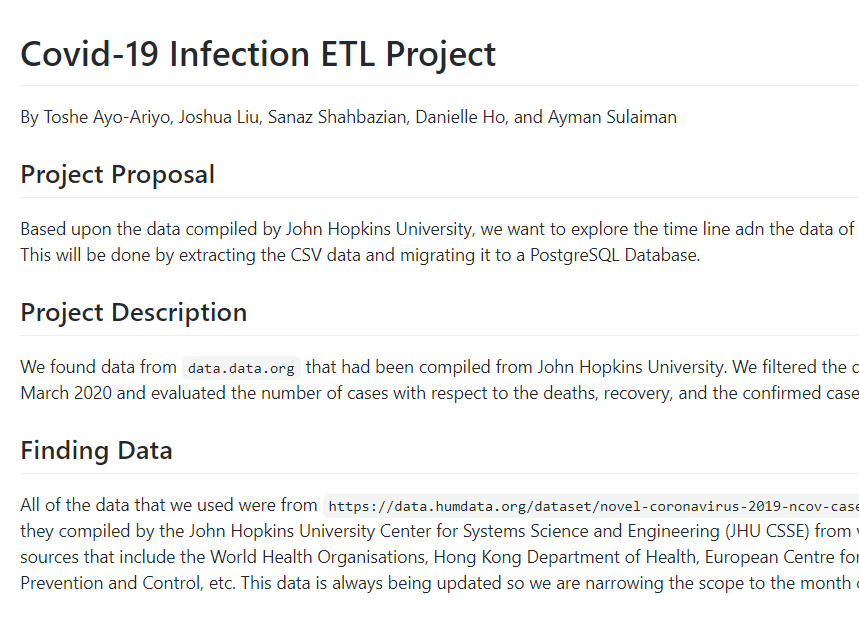 Covid-19 Infection ETL Project
By Toshe Ayo-Ariyo, Joshua Liu, Sanaz Shahbazian, Danielle Ho, and Ayman Sulaiman
Project Proposal
Based upon the data compiled by John Hopkins University, we want to explore the time line adn the data of
This will be done by extracting the CSV data and migrating it to a PostgreSQL Database.
Project Description
We found data from data.data.org that had been compiled from John Hopkins University. We filtered the
March 2020 and evaluated the number of cases with respect to the deaths, recovery, and the confirmed case
Finding Data
All of the data that we used were from https://data.humdata.org/dataset/novel-coronavirus-2019-ncov-case
they compiled by the John Hopkins University Center for Systems Science and Engineering (JHU CSSE) from
sources that include the World Health Organisations, Hong Kong Department of Health, European Centre for
Prevention and Control, etc. This data is always being updated so we are narrowing the scope to the month